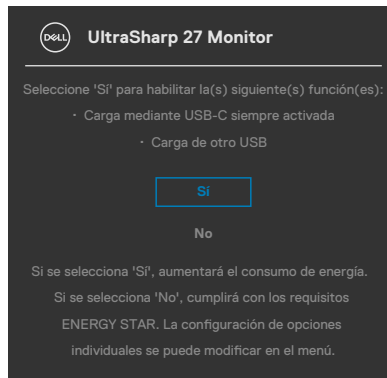 DELL UltraSharp 27 Monitor
Seleccione 'Sí' para habilitar la(s) siguiente(s) función(es):
· Carga mediante USB-C siempre activada
· Carga de otro USB
Sí
No
Si se selecciona 'Sí', aumentará el consumo de energía.
Si se selecciona 'No', cumplirá con los requisitos
ENERGY STAR. La configuración de opciones
individuales se puede modificar en el menú.